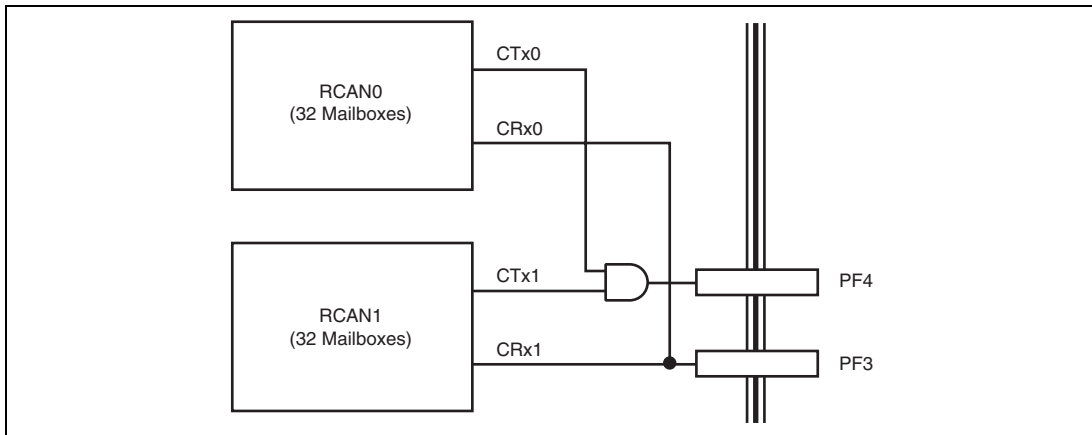 CTx0
RCAN0
(32 Mailboxes)
CRx0
CTx1
PF4
RCAN1
(32 Mailboxes)
CRx1
PF3